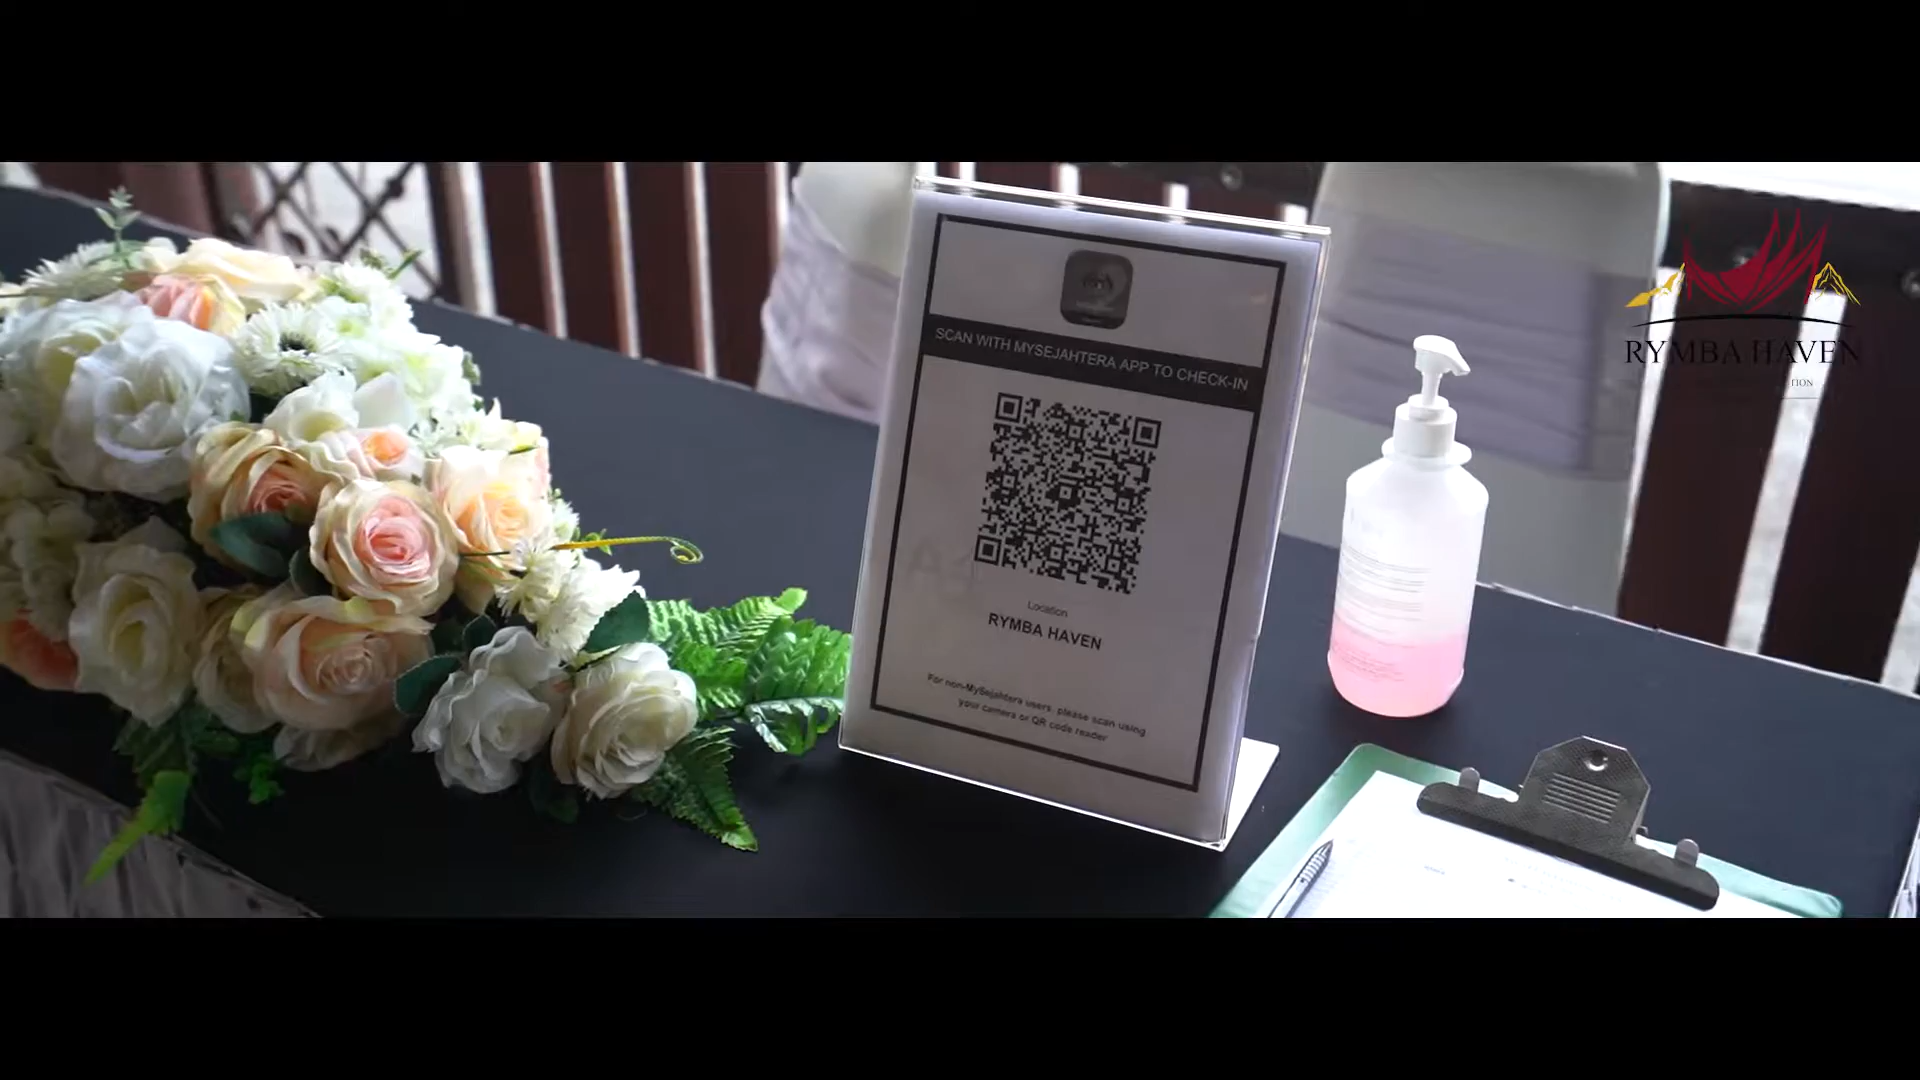 SCAN WITH MYSEJAHTERA APP TO CHECK-IN
Location
RYMBA HAVEN
For non-MySejahtera users, please scan using
your camera or QR code reader
RYMBA HAVEN
TION